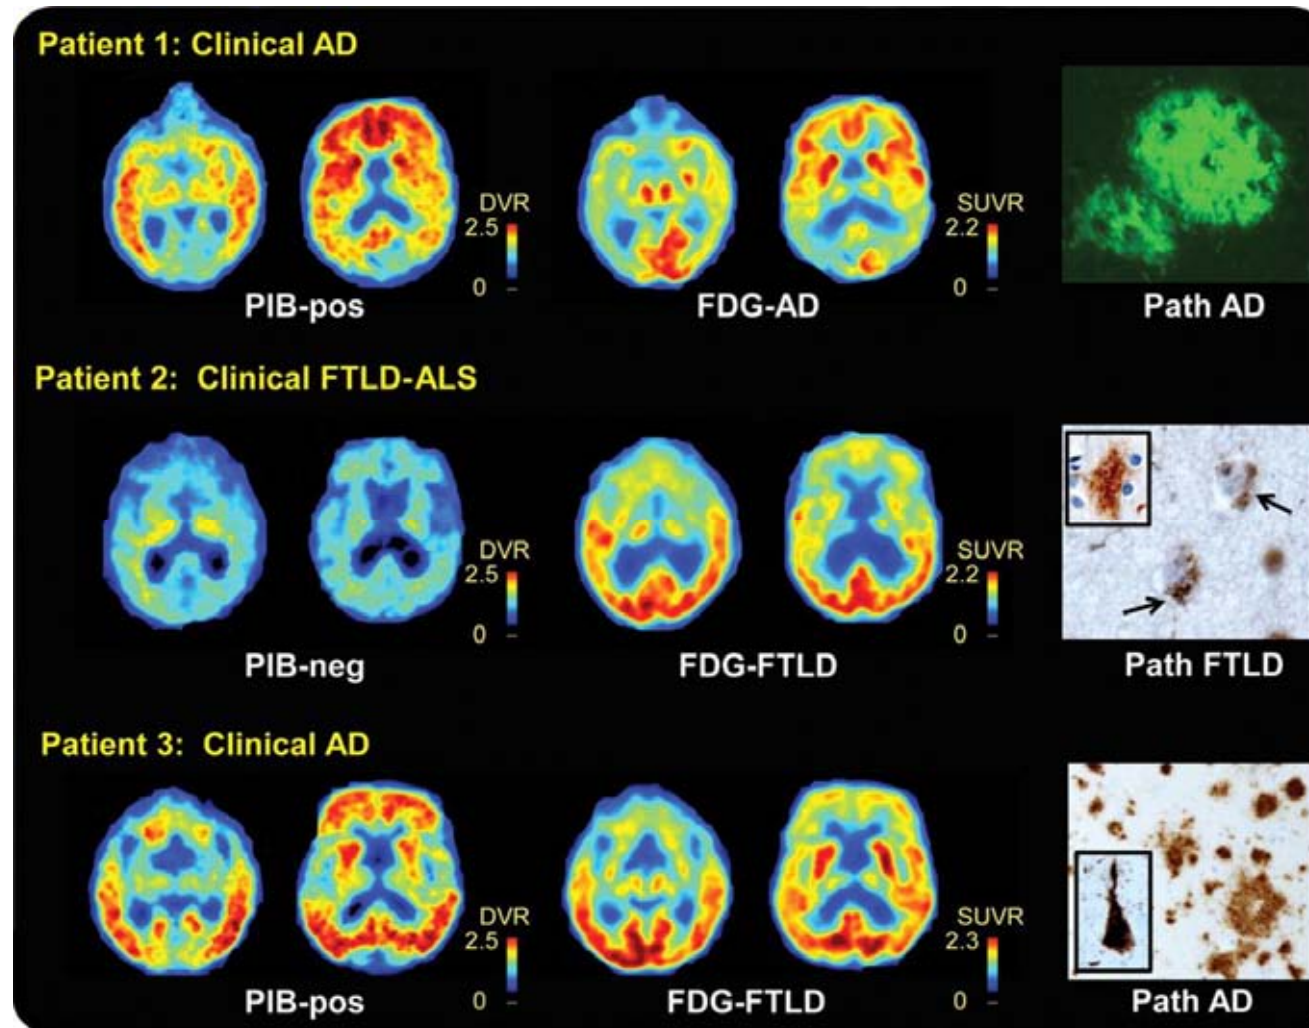 Patient 1: Clinical AD
DVR
2.5
0
SUVR
2.2
0
PIB-pos
FDG-AD
Path AD
Patient 2: Clinical FTLD-ALS
DVR
2.5
0
SUVR
2.2
0
PIB-neg
FDG-FTLD
Path FTLD
Patient 3: Clinical AD
DVR
2.5
0
SUVR
2.3
0
PIB-pos
FDG-FTLD
Path AD